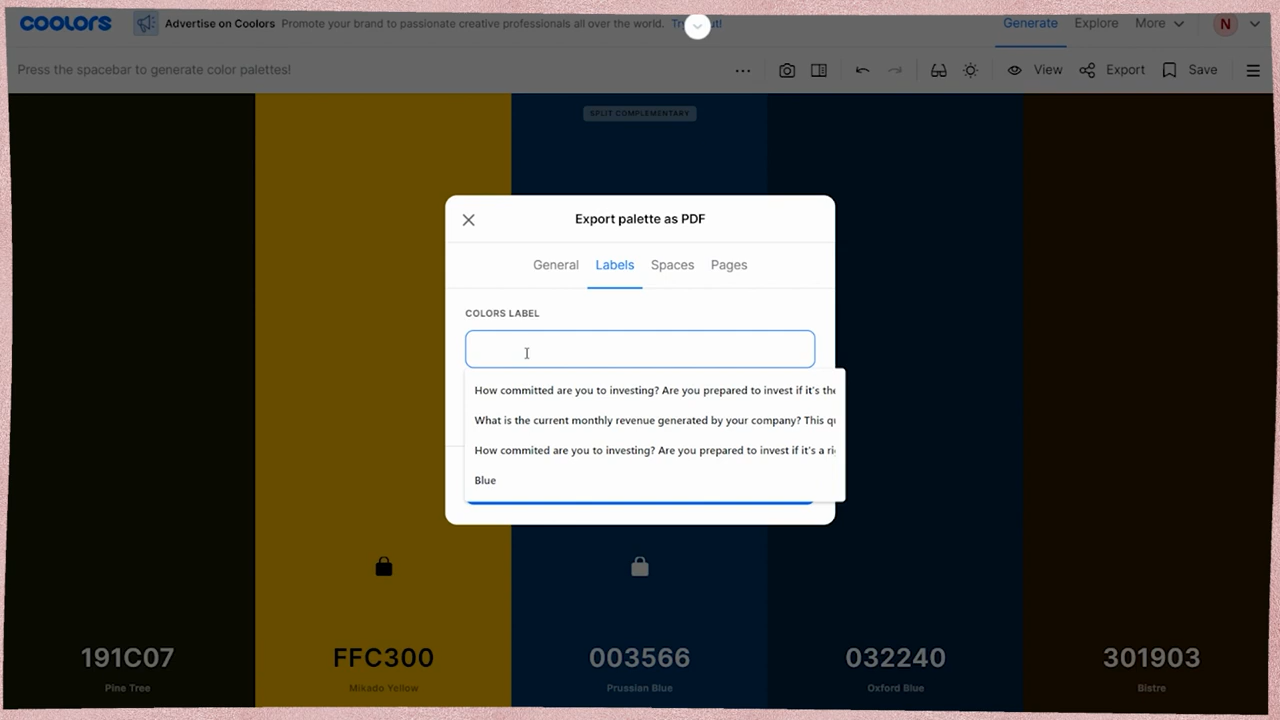 coolors
Advertise on Coolors Promote your brand to passionate creative professionals all over the world.
Generate Explore More N
Press the spacebar to generate color palettes!
View Export Save
SPLIT COMPLEMENTARY
Export palette as PDF
General Labels Spaces Pages
COLORS LABEL
How committed are you to investing? Are you prepared to invest if it's the
What is the current monthly revenue generated by your company? This
How commited are you to investing? Are you prepared to invest if it's a
Blue
191C07 FFC300 003566 032240 301903
Pine Tree Mikado Yellow Prussian Blue Oxford Blue Bistre